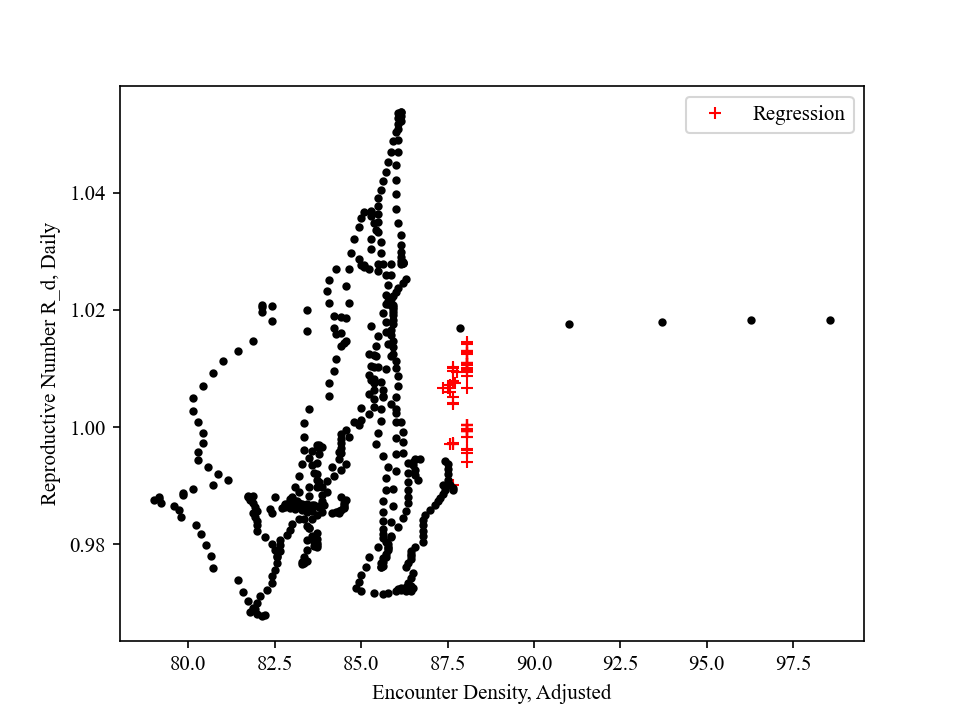 Regression
1.04
1.02
1.00
0.98
Reproductive Number R_d, Daily
80.0 82.5 85.0 87.5 90.0 92.5 95.0 97.5
Encounter Density, Adjusted